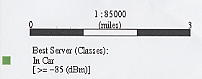 1:85000
0 (miles) 3
Best Server (Classes):
In Car
[ >= -85 (dBm)]